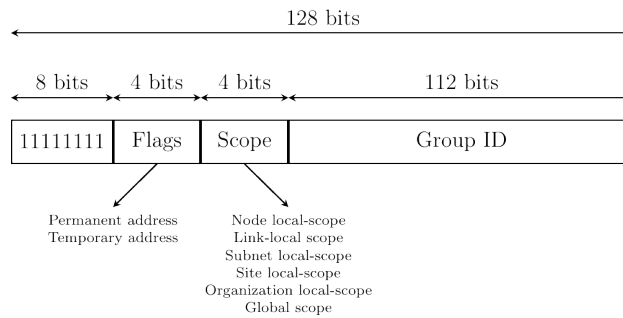 128 bits
8 bits 4 bits 4 bits 112 bits
11111111 Flags Scope Group ID
Permanent address
Temporary address
Node local-scope
Link-local scope
Subnet local-scope
Site local-scope
Organization local-scope
Global scope